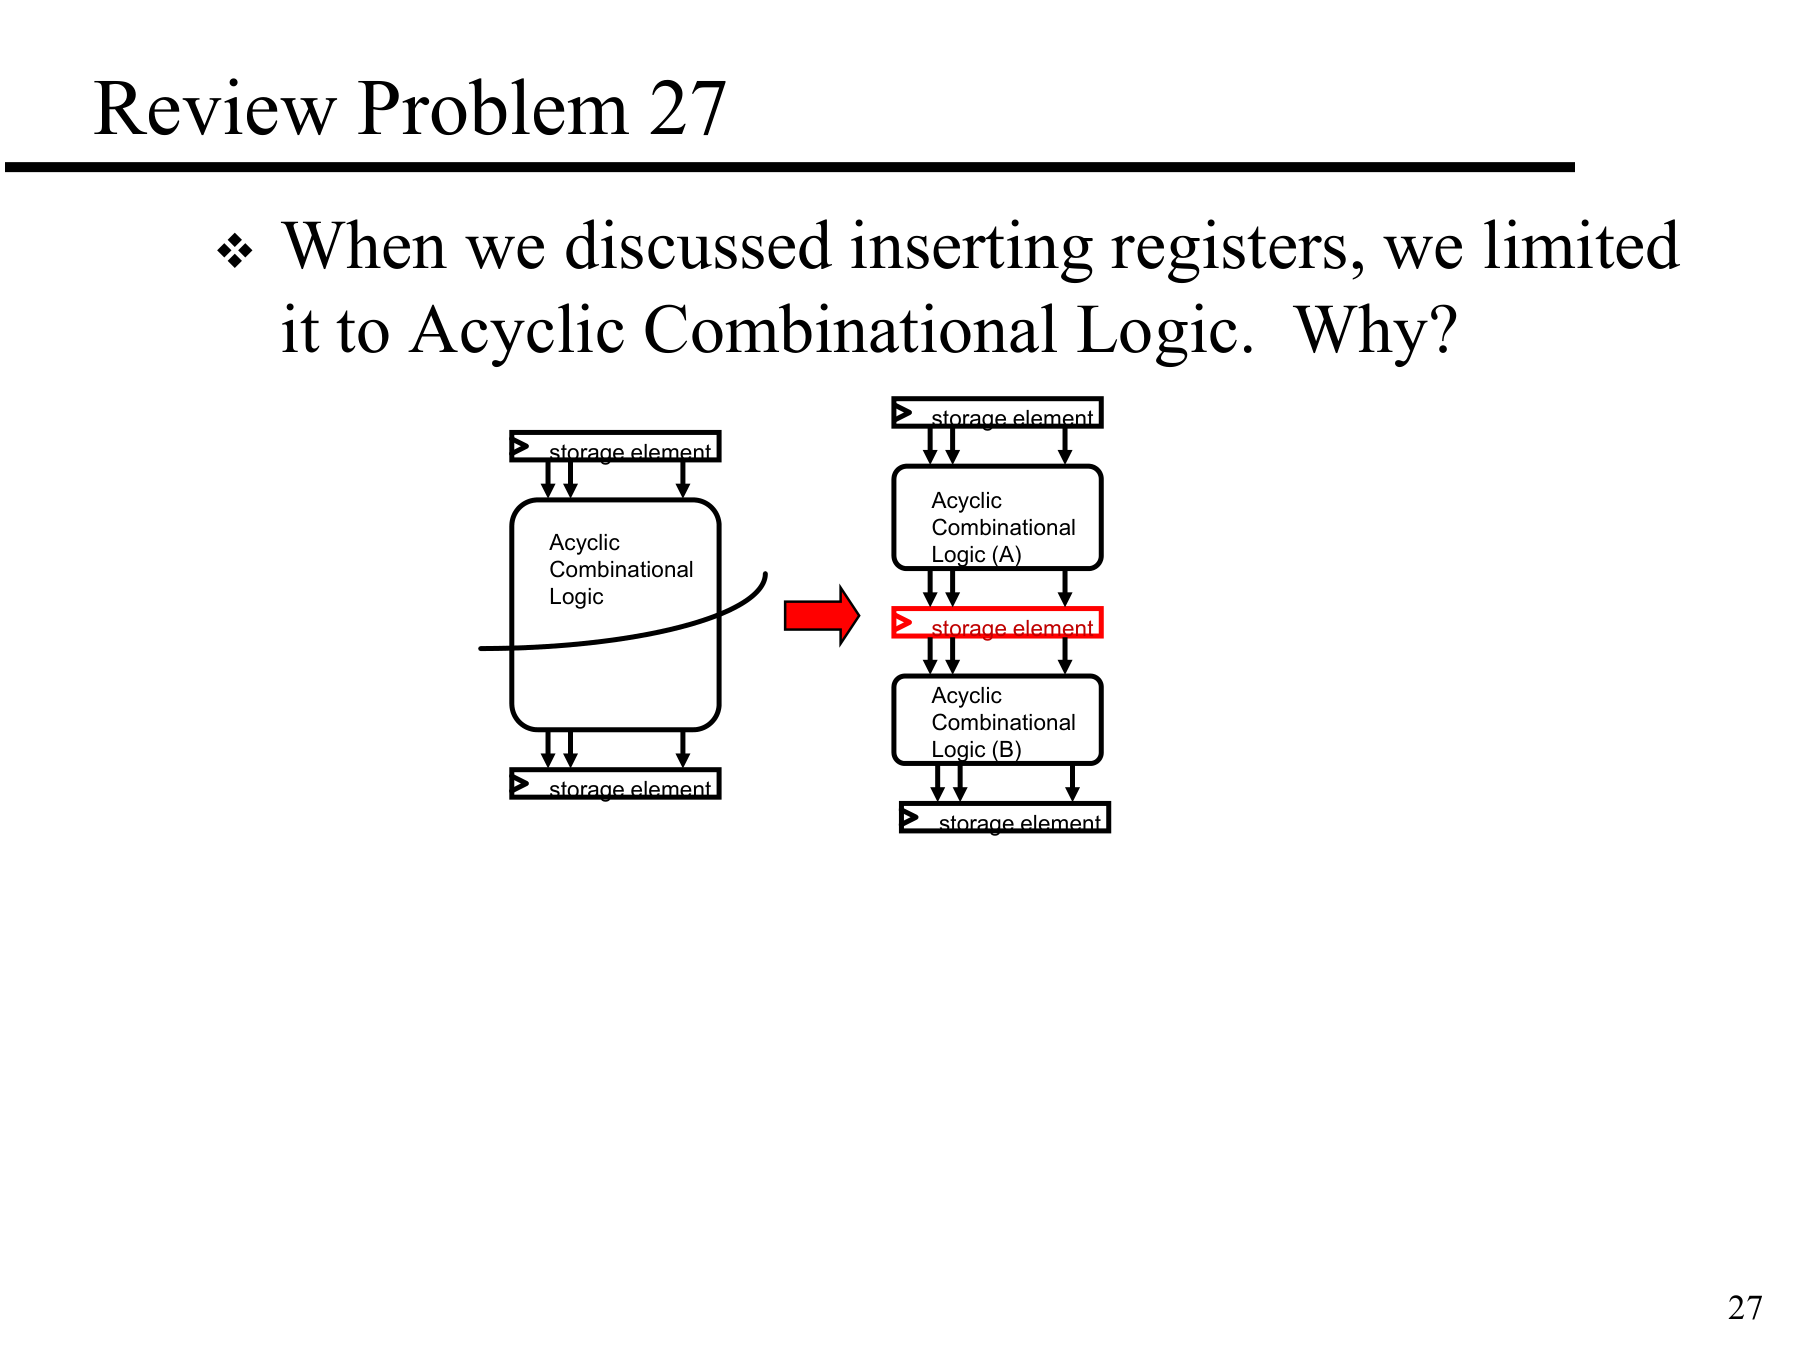 Review Problem 27
❖ When we discussed inserting registers, we limited
it to Acyclic Combinational Logic.  Why?
storage element
Acyclic
Combinational
Logic
storage element
storage element
Acyclic
Combinational
Logic (A)
storage element
Acyclic
Combinational
Logic (B)
storage element
27